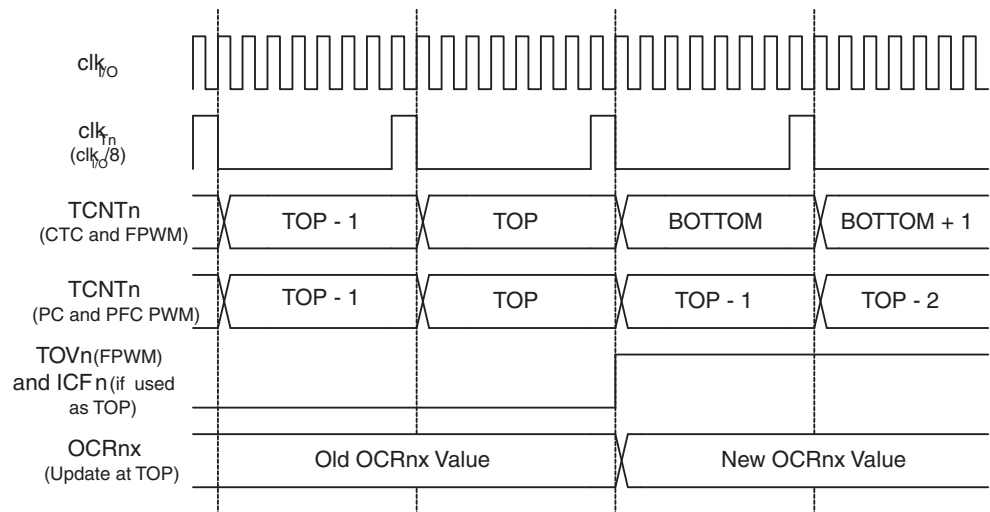 clkI/O
clkTn
(clkI/O/8)
TCNTn
(CTC and FPWM)
TOP - 1
TOP
BOTTOM
BOTTOM + 1
TCNTn
(PC and PFC PWM)
TOP - 1
TOP
TOP - 1
TOP - 2
TOVn(FPWM)
and ICFn(if used
as TOP)
OCRnx
(Update at TOP)
Old OCRnx Value
New OCRnx Value